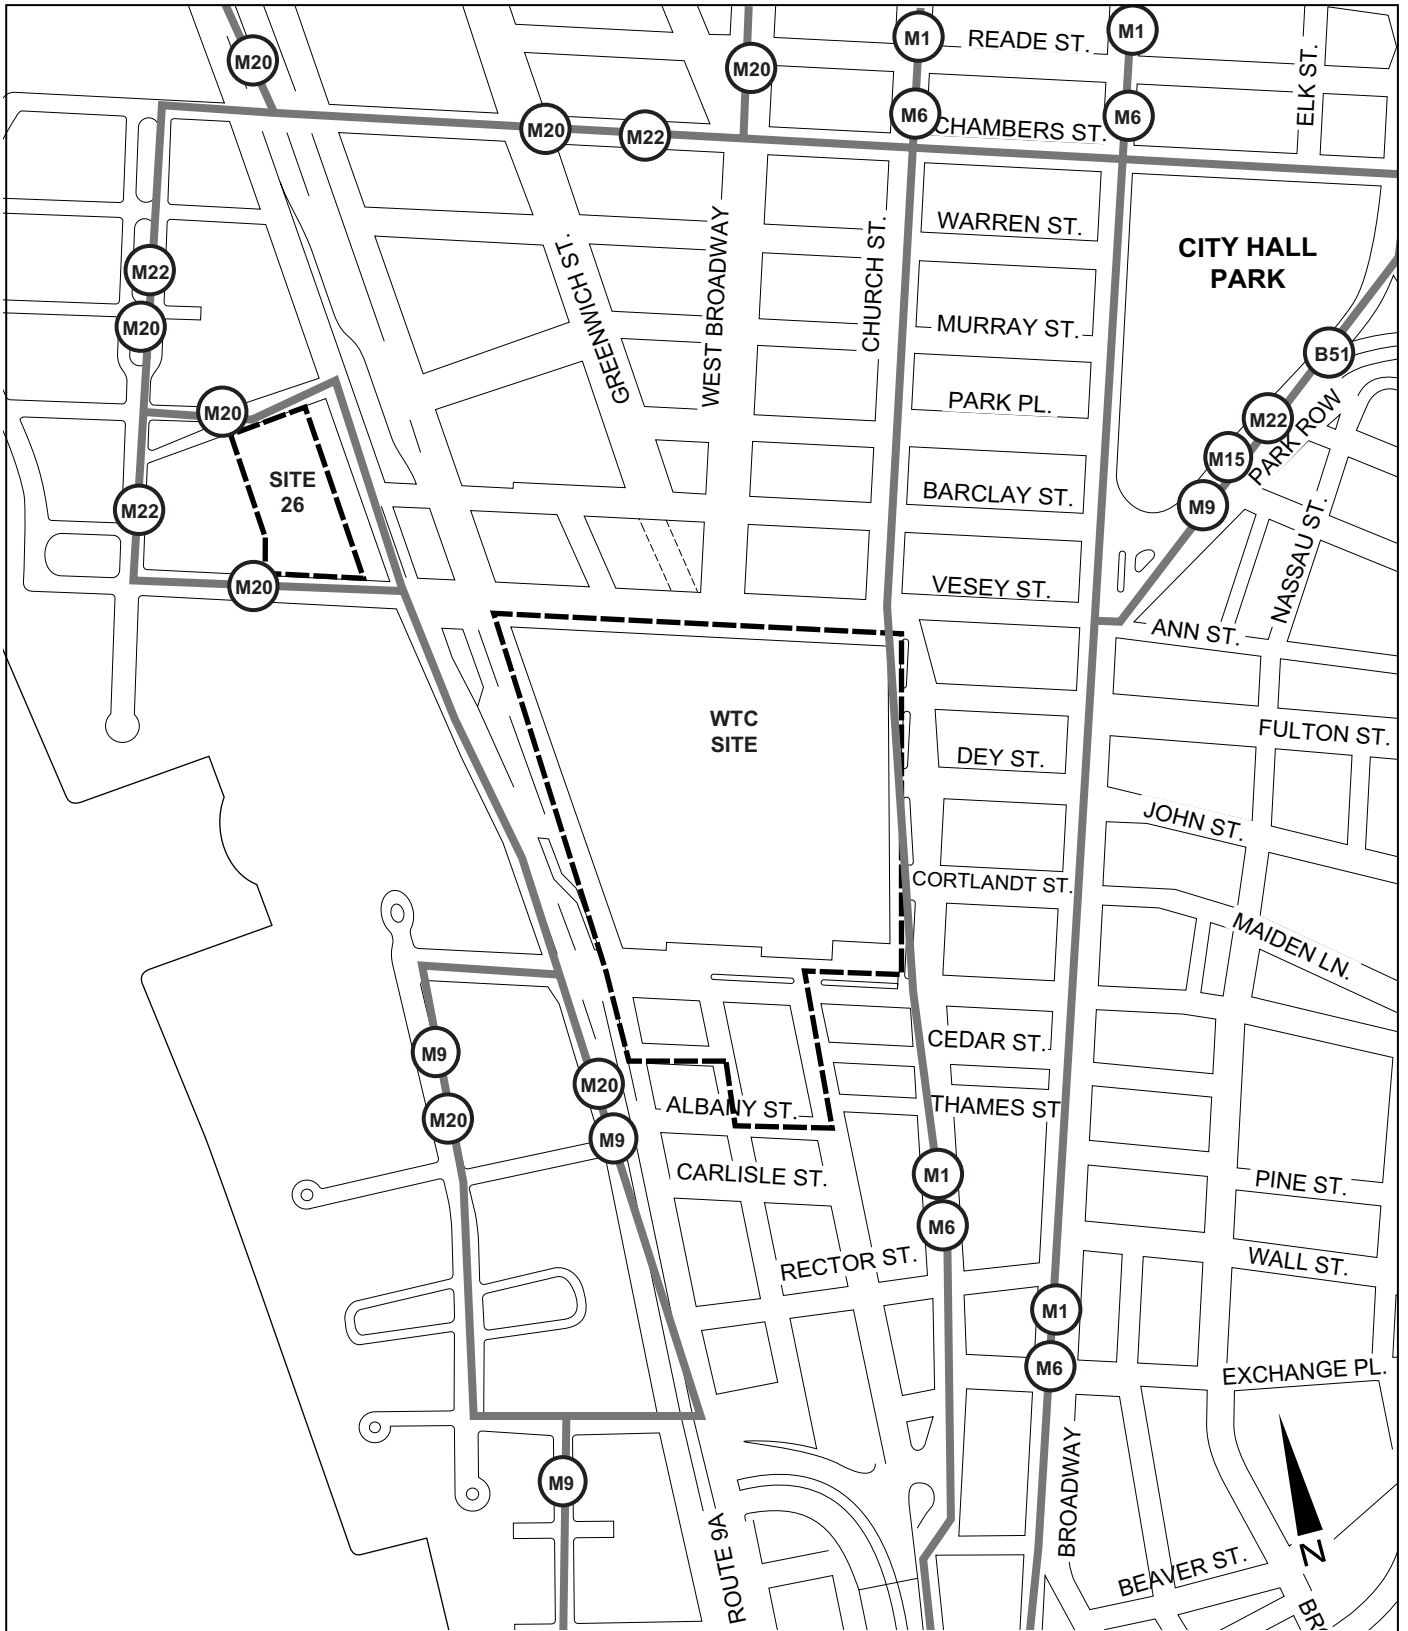 M1
M1
READE ST.
M20
M20
ELK ST.
M6
M6
CHAMBERS ST.
M20
M22
WARREN ST.
CITY HALL
PARK
M22
GREENWICH ST.
WEST BROADWAY
CHURCH ST.
M20
MURRAY ST.
B51
PARK PL.
M20
M22
PARK ROW
M15
SITE
26
BARCLAY ST.
M22
M9
NASSAU ST.
M20
VESEY ST.
ANN ST.
WTC
SITE
FULTON ST.
DEY ST.
JOHN ST.
CORTLANDT ST.
MAIDEN LN.
CEDAR ST.
M9
M20
THAMES ST
ALBANY ST.
M20
M9
CARLISLE ST.
M1
PINE ST.
M6
RECTOR ST.
WALL ST.
M1
M6
EXCHANGE PL.
M9
BROADWAY
ROUTE 9A
N
BEAVER ST.
BRO